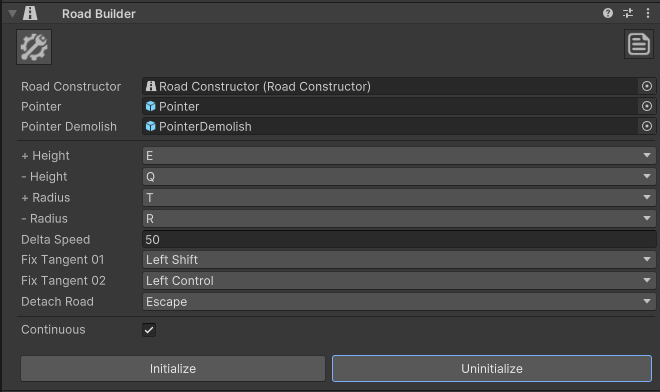 Road Builder
Road Constructor Road Constructor (Road Constructor)
Pointer Pointer
Pointer Demolish PointerDemolish
+ Height E
- Height Q
+ Radius T
- Radius R
Delta Speed 50
Fix Tangent 01 Left Shift
Fix Tangent 02 Left Control
Detach Road Escape
Continuous
Initialize Uninitialize